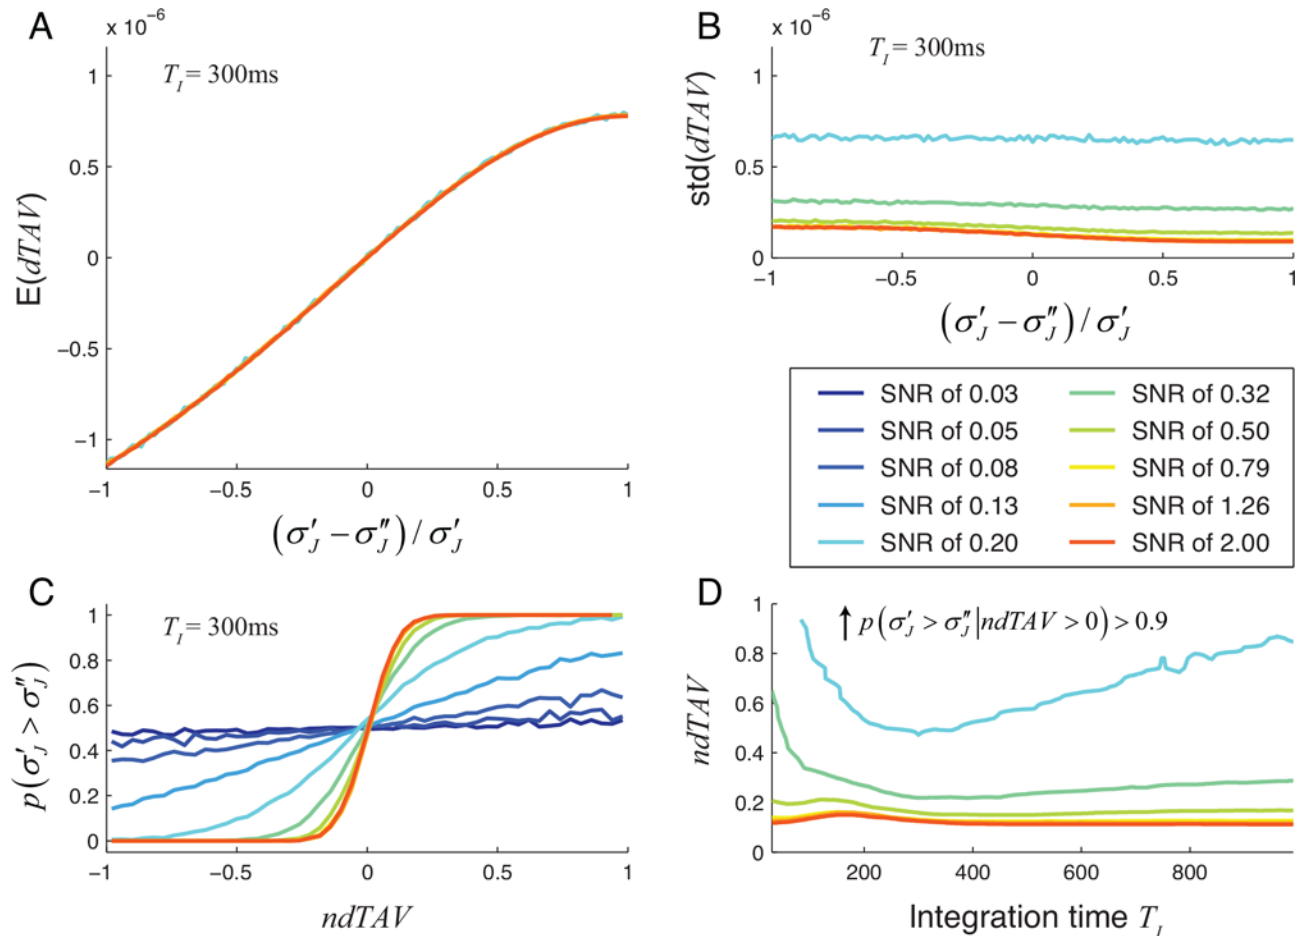 A
x 10⁻⁶
T_I = 300ms
1
0.5
0
−0.5
−1
E(dTAV)
−1 −0.5 0 0.5 1
(σ′_J − σ″_J) / σ′_J
B
x 10⁻⁶
T_I = 300ms
1
0.5
0
std(dTAV)
−1 −0.5 0 0.5 1
(σ′_J − σ″_J) / σ′_J
SNR of 0.03
SNR of 0.05
SNR of 0.08
SNR of 0.13
SNR of 0.20
SNR of 0.32
SNR of 0.50
SNR of 0.79
SNR of 1.26
SNR of 2.00
C
T_I = 300ms
1
0.8
0.6
0.4
0.2
0
p(σ′_J > σ″_J)
−1 −0.5 0 0.5 1
ndTAV
D
↑ p(σ′_J > σ″_J | ndTAV > 0) > 0.9
1
0.8
0.6
0.4
0.2
0
ndTAV
200 400 600 800
Integration time T_I